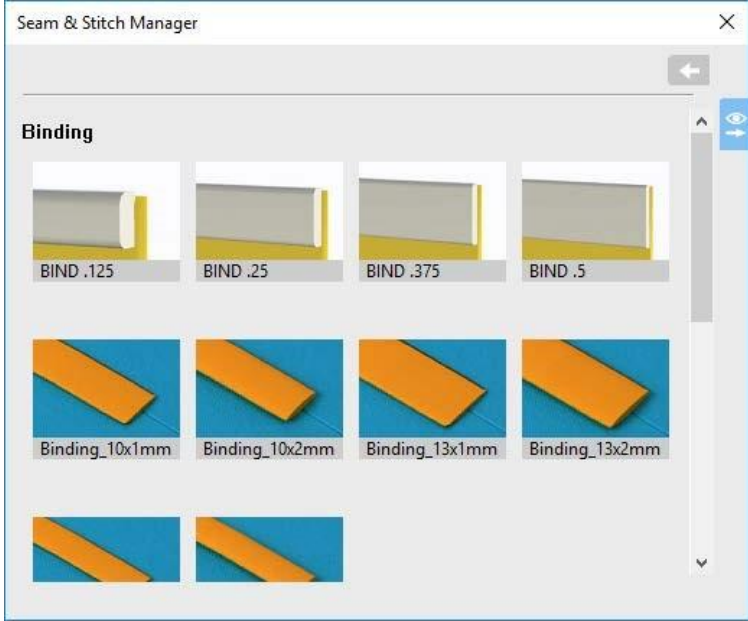 Seam & Stitch Manager
Binding
BIND .125
BIND .25
BIND .375
BIND .5
Binding_10x1mm
Binding_10x2mm
Binding_13x1mm
Binding_13x2mm